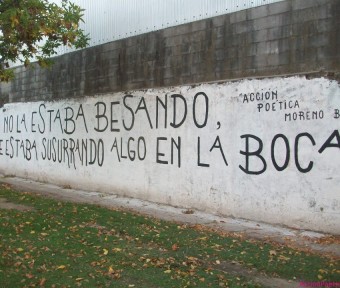 NO LA ESTABA BESANDO,
E ESTABA SUSURRANDO ALGO EN LA BOCA
ACCION
POETICA
MORENO B